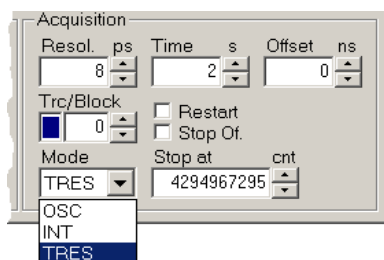 Acquisition
Resol. ps Time s Offset ns
8 2 0
Trc/Block
0 Restart
Stop Of.
Mode Stop at cnt
TRES 4294967295
OSC
INT
TRES